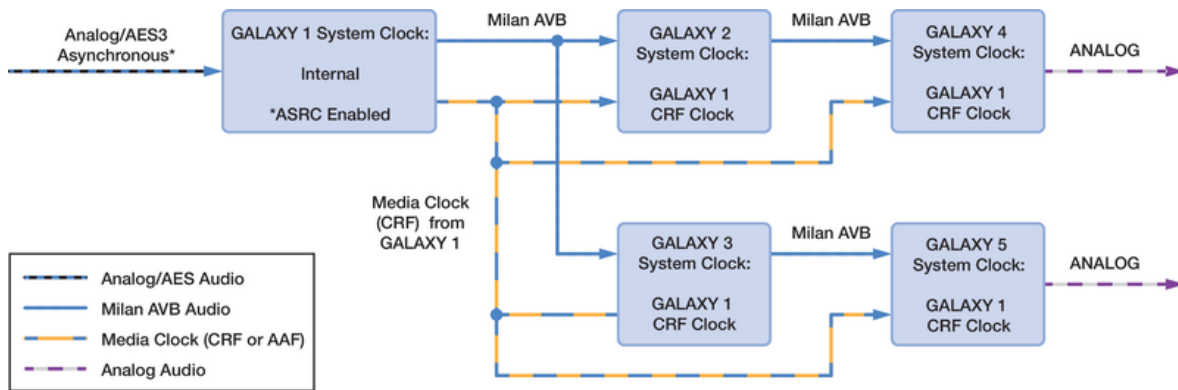 Analog/AES3
Asynchronous*
GALAXY 1 System Clock:
Internal
*ASRC Enabled
Milan AVB
GALAXY 2
System Clock:
GALAXY 1
CRF Clock
Milan AVB
GALAXY 4
System Clock:
GALAXY 1
CRF Clock
ANALOG
Media Clock
(CRF) from
GALAXY 1
GALAXY 3
System Clock:
GALAXY 1
CRF Clock
Milan AVB
GALAXY 5
System Clock:
GALAXY 1
CRF Clock
ANALOG
Analog/AES Audio
Milan AVB Audio
Media Clock (CRF or AAF)
Analog Audio